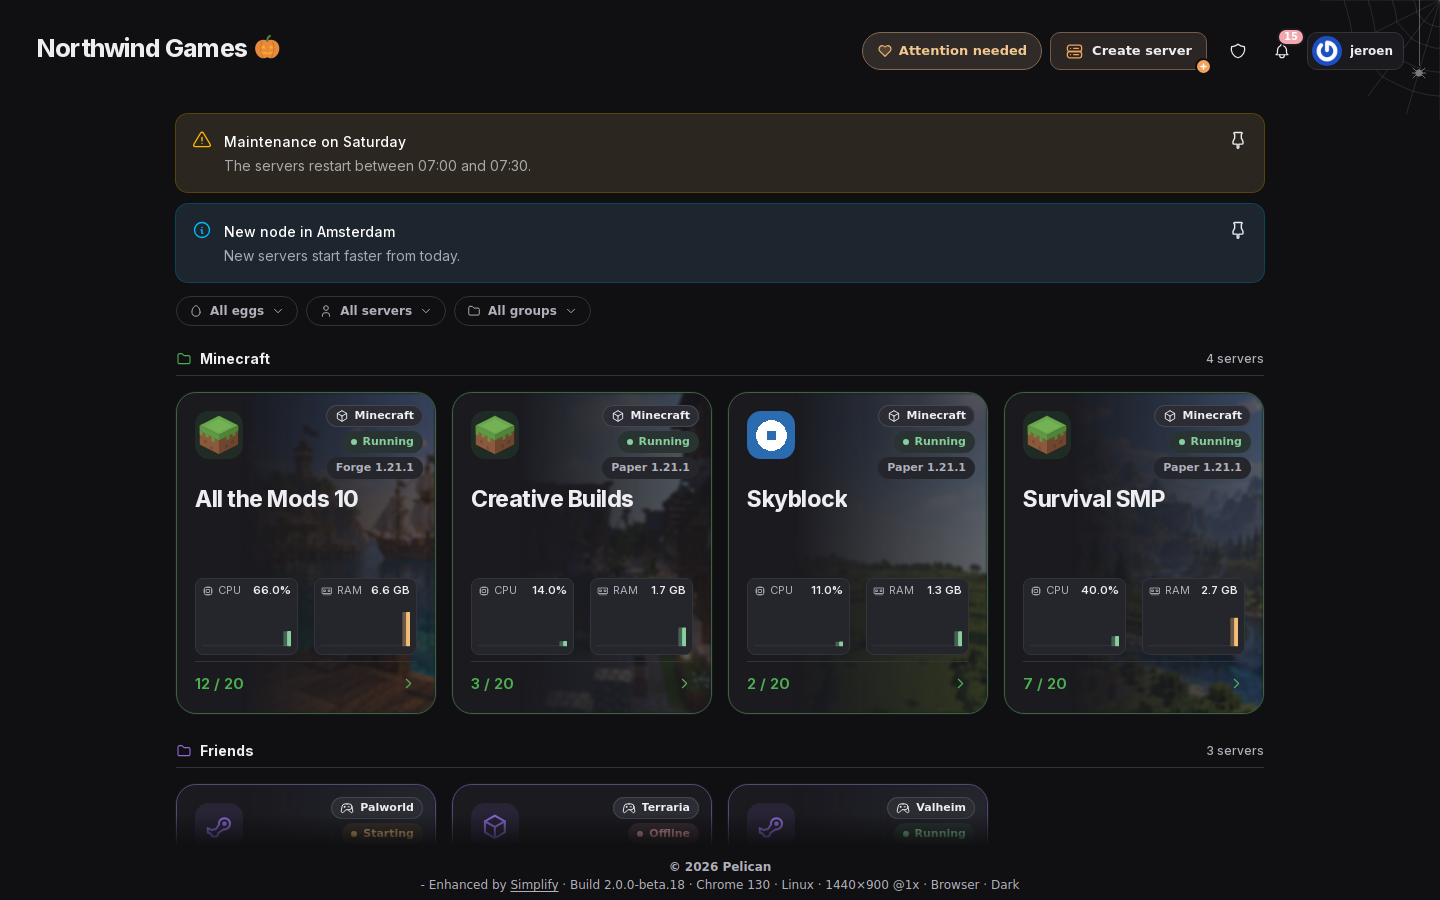 Northwind Games
Attention needed
Create server
15
jeroen
Maintenance on Saturday
The servers restart between 07:00 and 07:30.
New node in Amsterdam
New servers start faster from today.
All eggs
All servers
All groups
Minecraft
4 servers
Minecraft
Running
Forge 1.21.1
All the Mods 10
CPU 66.0%
RAM 6.6 GB
12 / 20
Minecraft
Running
Paper 1.21.1
Creative Builds
CPU 14.0%
RAM 1.7 GB
3 / 20
Minecraft
Running
Paper 1.21.1
Skyblock
CPU 11.0%
RAM 1.3 GB
2 / 20
Minecraft
Running
Paper 1.21.1
Survival SMP
CPU 40.0%
RAM 2.7 GB
7 / 20
Friends
3 servers
Palworld
Starting
Terraria
Offline
Valheim
Running
© 2026 Pelican
- Enhanced by Simplify · Build 2.0.0-beta.18 · Chrome 130 · Linux · 1440×900 @1x · Browser · Dark